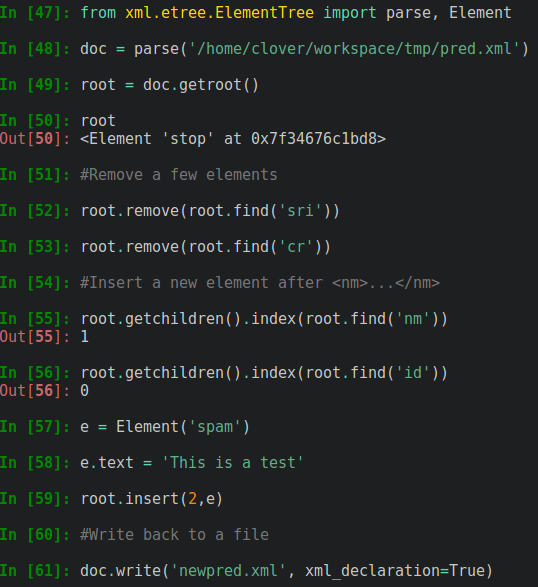 In [47]: from xml.etree.ElementTree import parse, Element
In [48]: doc = parse('/home/clover/workspace/tmp/pred.xml')
In [49]: root = doc.getroot()
In [50]: root
Out[50]: <Element 'stop' at 0x7f34676c1bd8>
In [51]: #Remove a few elements
In [52]: root.remove(root.find('sri'))
In [53]: root.remove(root.find('cr'))
In [54]: #Insert a new element after <nm>...</nm>
In [55]: root.getchildren().index(root.find('nm'))
Out[55]: 1
In [56]: root.getchildren().index(root.find('id'))
Out[56]: 0
In [57]: e = Element('spam')
In [58]: e.text = 'This is a test'
In [59]: root.insert(2,e)
In [60]: #Write back to a file
In [61]: doc.write('newpred.xml', xml_declaration=True)